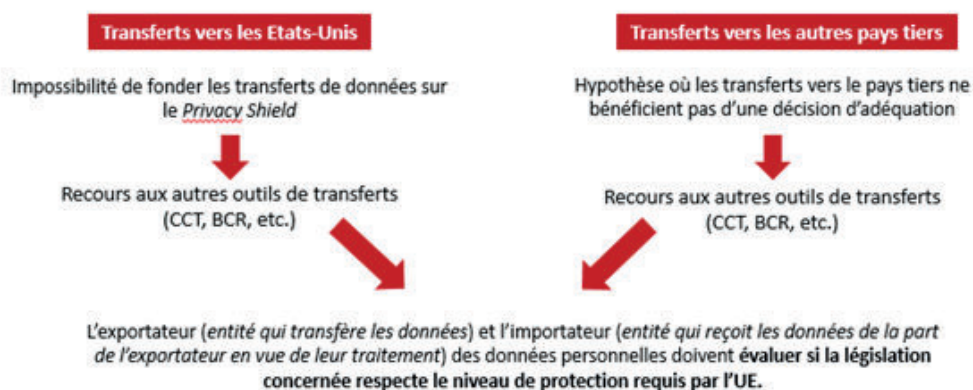 Transferts vers les Etats-Unis
Impossibilité de fonder les transferts de données sur
le Privacy Shield
Recours aux autres outils de transferts
(CCT, BCR, etc.)
Transferts vers les autres pays tiers
Hypothèse où les transferts vers le pays tiers ne
bénéficient pas d'une décision d'adéquation
Recours aux autres outils de transferts
(CCT, BCR, etc.)
L'exportateur (entité qui transfère les données) et l'importateur (entité qui reçoit les données de la part
de l'exportateur en vue de leur traitement) des données personnelles doivent évaluer si la législation
concernée respecte le niveau de protection requis par l'UE.